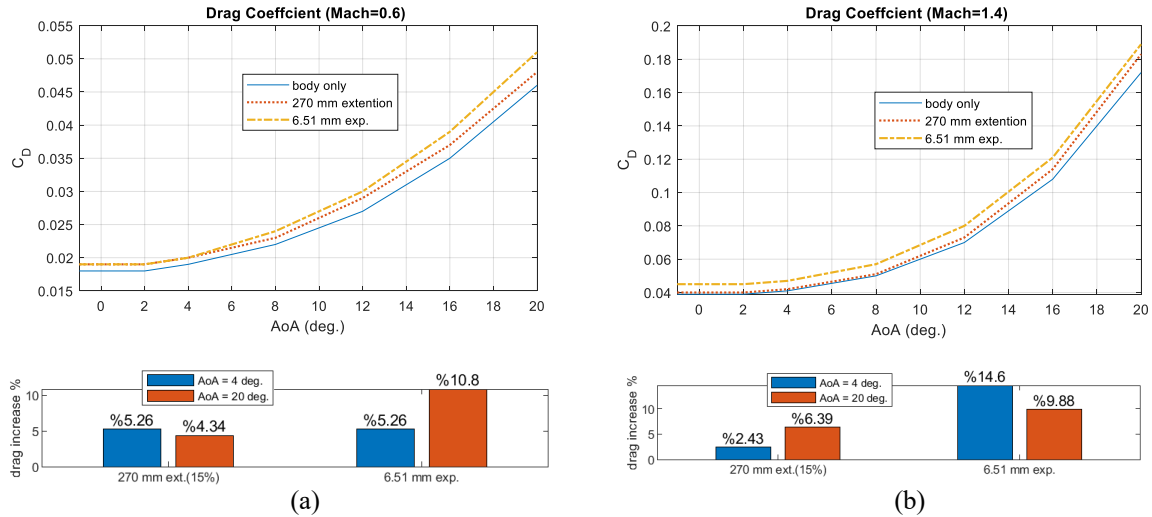 Drag Coeffcient (Mach=0.6)
0.055
0.05
0.045
0.04
0.035
0.03
0.025
0.02
0.015
C_D
body only
270 mm extention
6.51 mm exp.
0 2 4 6 8 10 12 14 16 18 20
AoA (deg.)
drag increase %
10
5
0
AoA = 4 deg.
AoA = 20 deg.
%5.26
%4.34
%5.26
%10.8
270 mm ext.(15%)
6.51 mm exp.
(a)
Drag Coeffcient (Mach=1.4)
0.2
0.18
0.16
0.14
0.12
0.1
0.08
0.06
0.04
C_D
body only
270 mm extention
6.51 mm exp.
0 2 4 6 8 10 12 14 16 18 20
AoA (deg.)
drag increase %
10
5
0
AoA = 4 deg.
AoA = 20 deg.
%2.43
%6.39
%14.6
%9.88
270 mm ext.(15%)
6.51 mm exp.
(b)